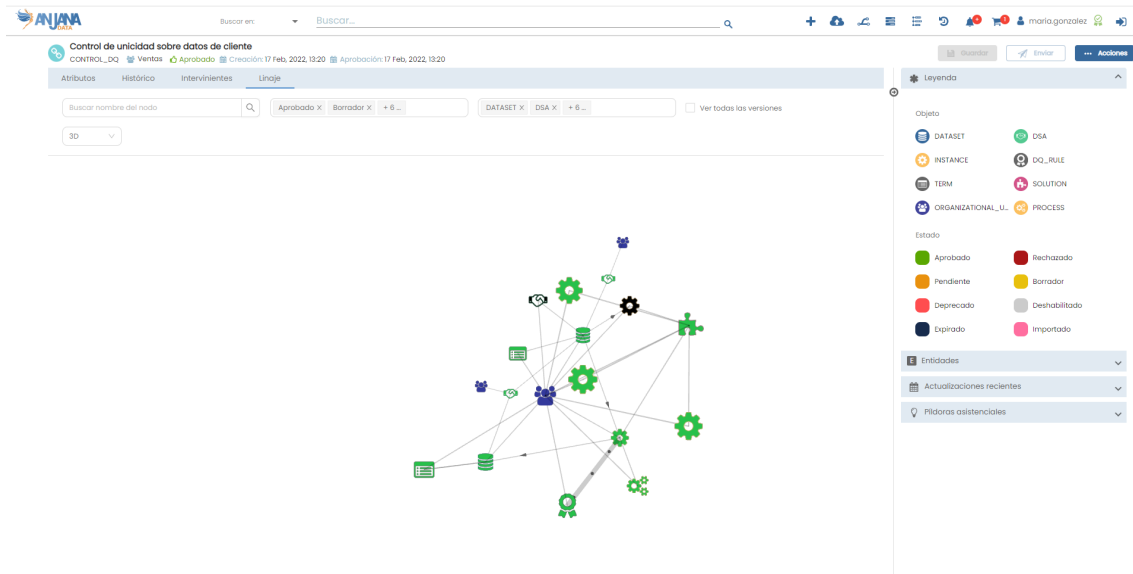 ANJANA
DATA
Buscar en:
Buscar...
maria.gonzalez
Control de unicidad sobre datos de cliente
CONTROL_DQ Ventas Aprobado Creación: 17 Feb, 2022, 13:20 Aprobación: 17 Feb, 2022, 13:20
Guardar
Enviar
Acciones
Atributos Histórico Intervinientes Linaje
Buscar nombre del nodo
Aprobado × Borrador × + 6 ...
DATASET × DSA × + 6 ...
Ver todas las versiones
3D
Leyenda
Objeto
DATASET DSA
INSTANCE DQ_RULE
TERM SOLUTION
ORGANIZATIONAL_U... PROCESS
Estado
Aprobado Rechazado
Pendiente Borrador
Deprecado Deshabilitado
Expirado Importado
E Entidades
Actualizaciones recientes
Píldoras asistenciales